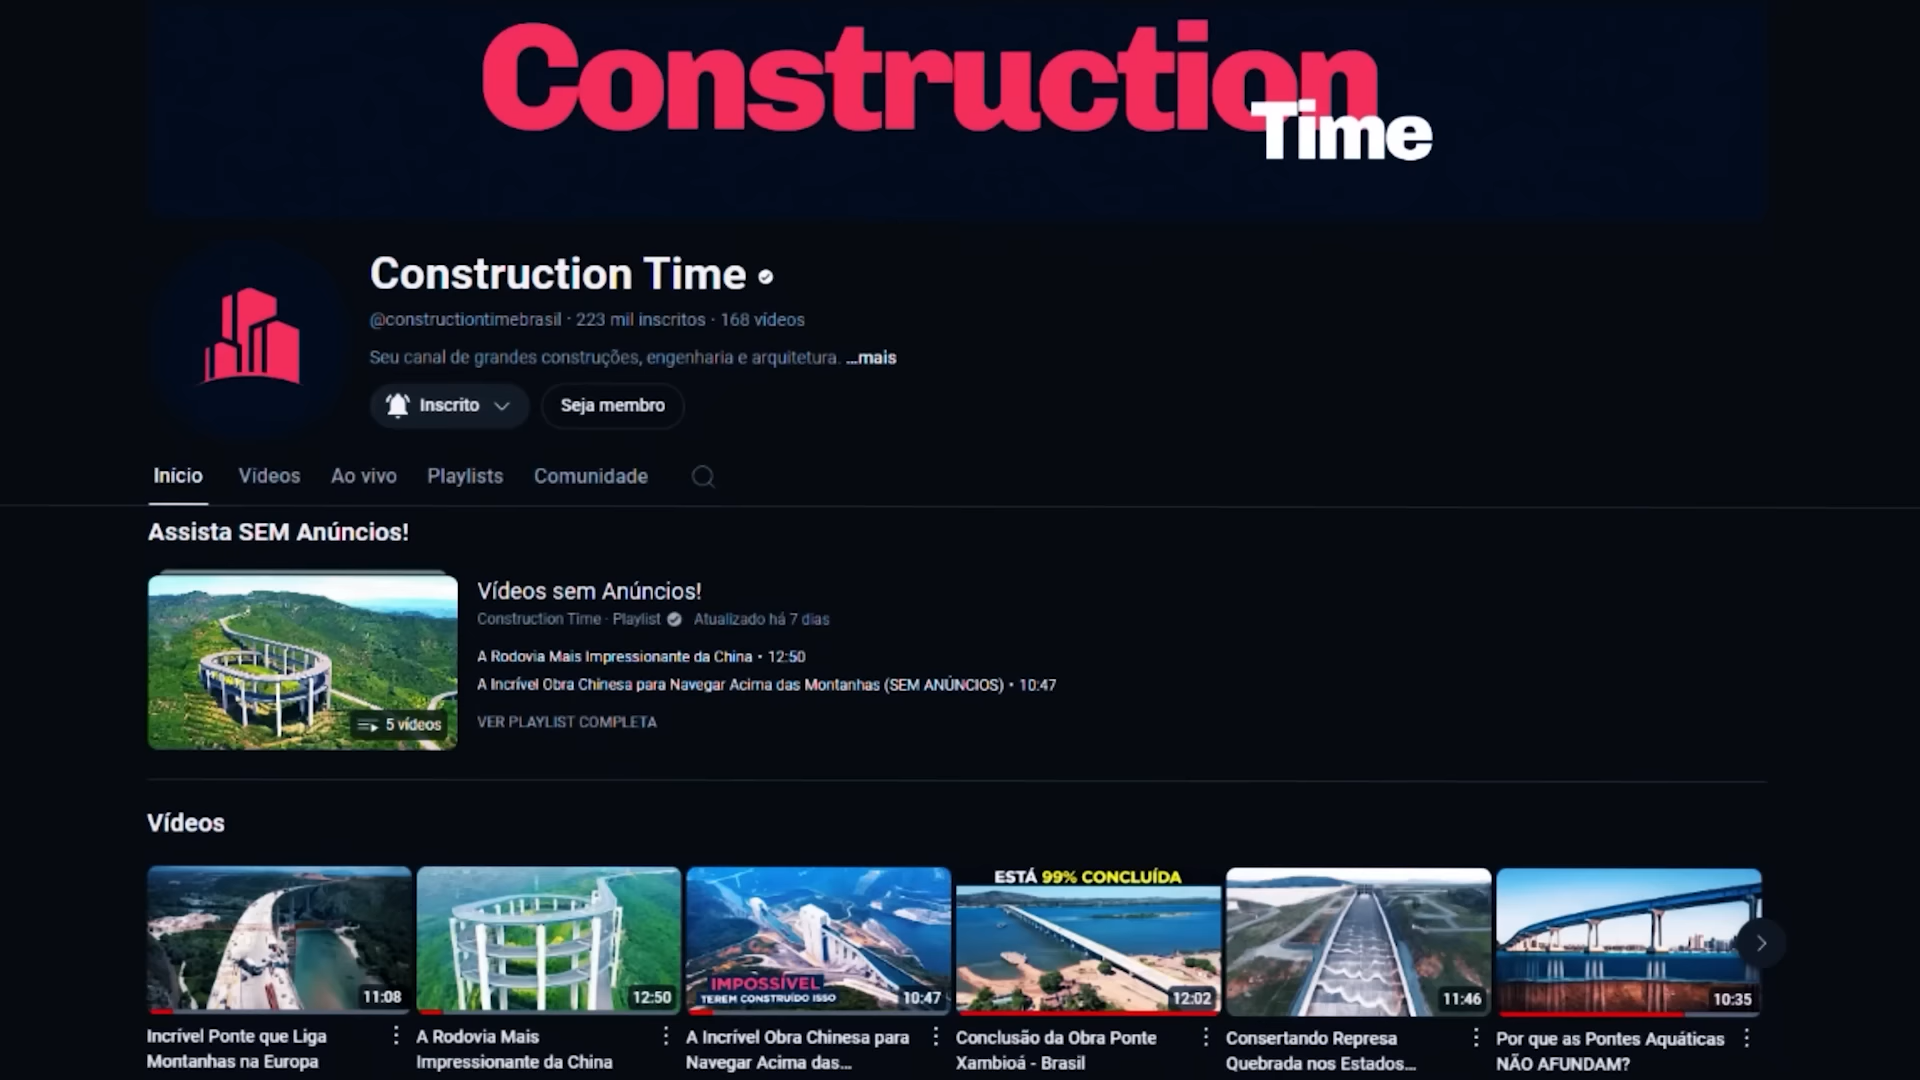 Construction
Time
Construction Time
@constructiontimebrasil · 223 mil inscritos · 168 vídeos
Seu canal de grandes construções, engenharia e arquitetura. ...mais
Inscrito
Seja membro
Início
Vídeos
Ao vivo
Playlists
Comunidade
Assista SEM Anúncios!
5 vídeos
Vídeos sem Anúncios!
Construction Time · Playlist
Atualizado há 7 dias
A Rodovia Mais Impressionante da China • 12:50
A Incrível Obra Chinesa para Navegar Acima das Montanhas (SEM ANÚNCIOS) • 10:47
VER PLAYLIST COMPLETA
Vídeos
11:08
Incrível Ponte que Liga
Montanhas na Europa
12:50
A Rodovia Mais
Impressionante da China
IMPOSSÍVEL
TEREM CONSTRUÍDO ISSO
10:47
A Incrível Obra Chinesa para
Navegar Acima das...
ESTÁ 99% CONCLUÍDA
12:02
Conclusão da Obra Ponte
Xambioá - Brasil
11:46
Consertando Represa
Quebrada nos Estados...
10:35
Por que as Pontes Aquáticas
NÃO AFUNDAM?